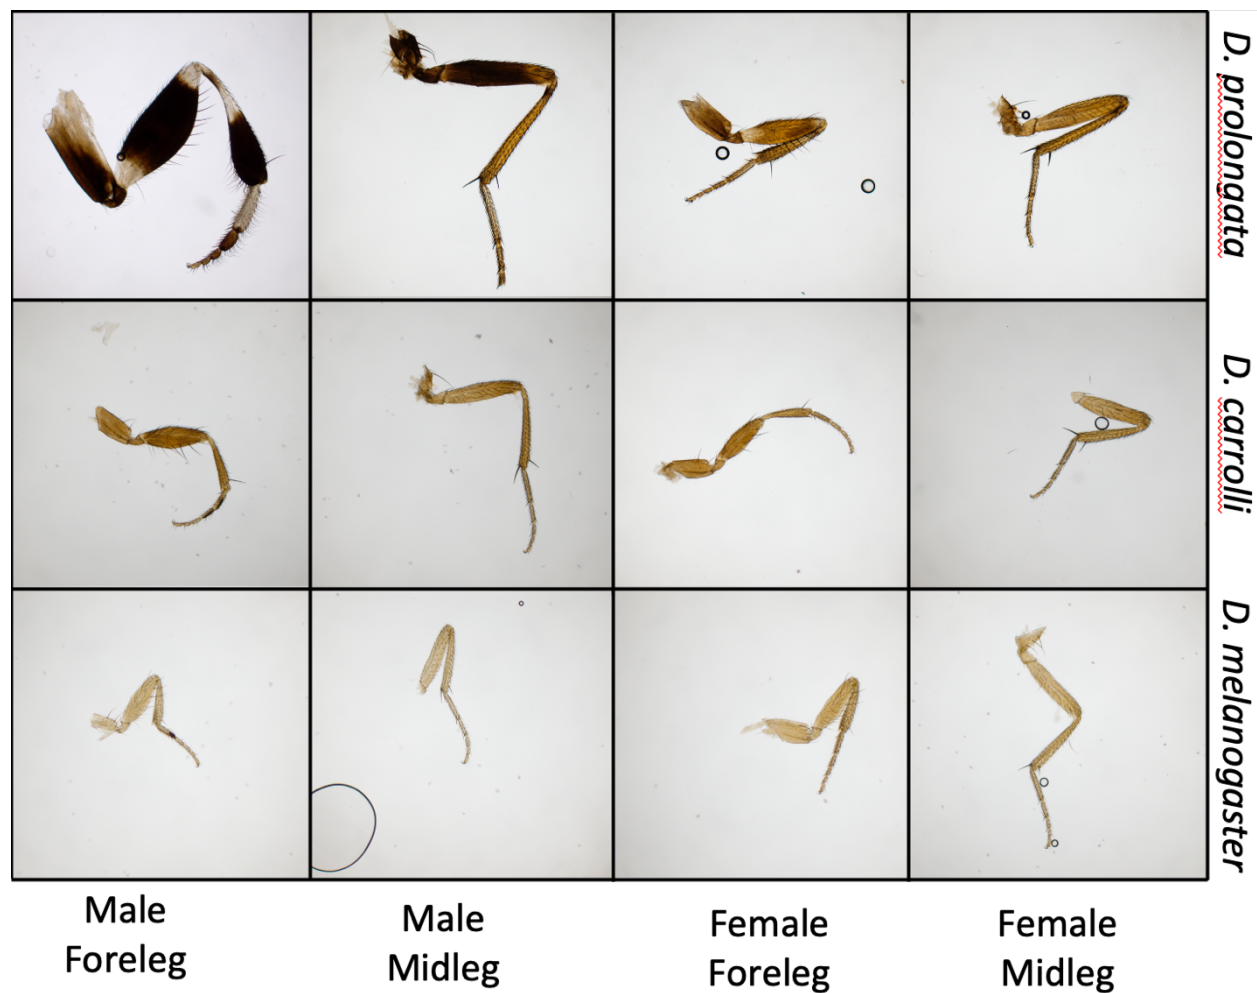 D. prolongata
D. carrolli
D. melanogaster
Male
Foreleg
Male
Midleg
Female
Foreleg
Female
Midleg